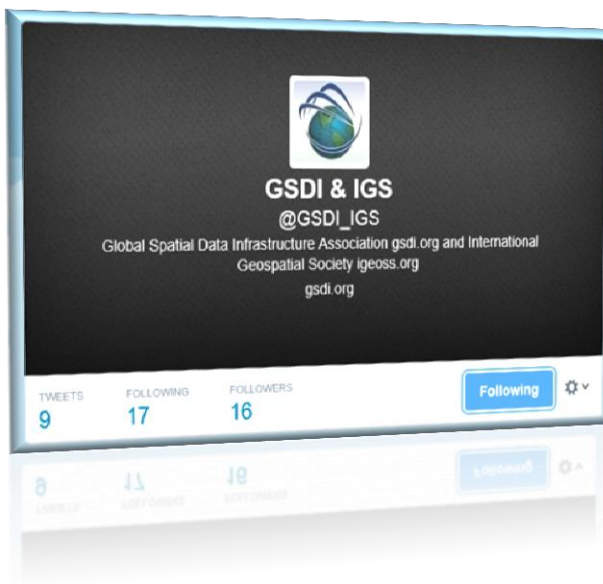 GSDI & IGS
@GSDI_IGS
Global Spatial Data Infrastructure Association gsdi.org and International
Geospatial Society igeoss.org
gsdi.org
TWEETS FOLLOWING FOLLOWERS
9 17 16
Following